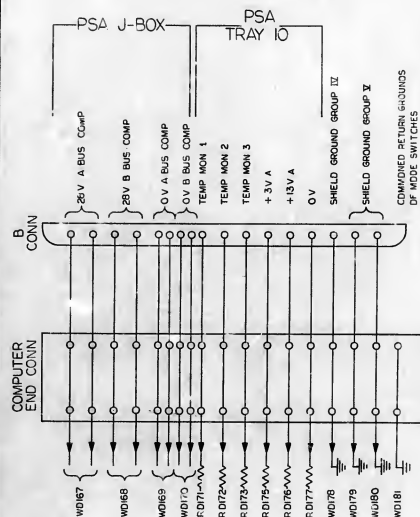 PSA J-BOX
PSA
TRAY 10
28V A BUS COMP
28V B BUS COMP
0V A BUS COMP
0V B BUS COMP
TEMP MON 1
TEMP MON 2
TEMP MON 3
+3V A
+13V A
0V
SHIELD GROUND GROUP IV
SHIELD GROUND GROUP V
COMMONED RETURN GROUNDS
OF MODE SWITCHES
B
CONN
COMPUTER
END CONN
WD167
WD168
WD169
WD170
RD171
RD172
RD173
RD175
RD176
RD177
WD178
WD179
WD180
WD181